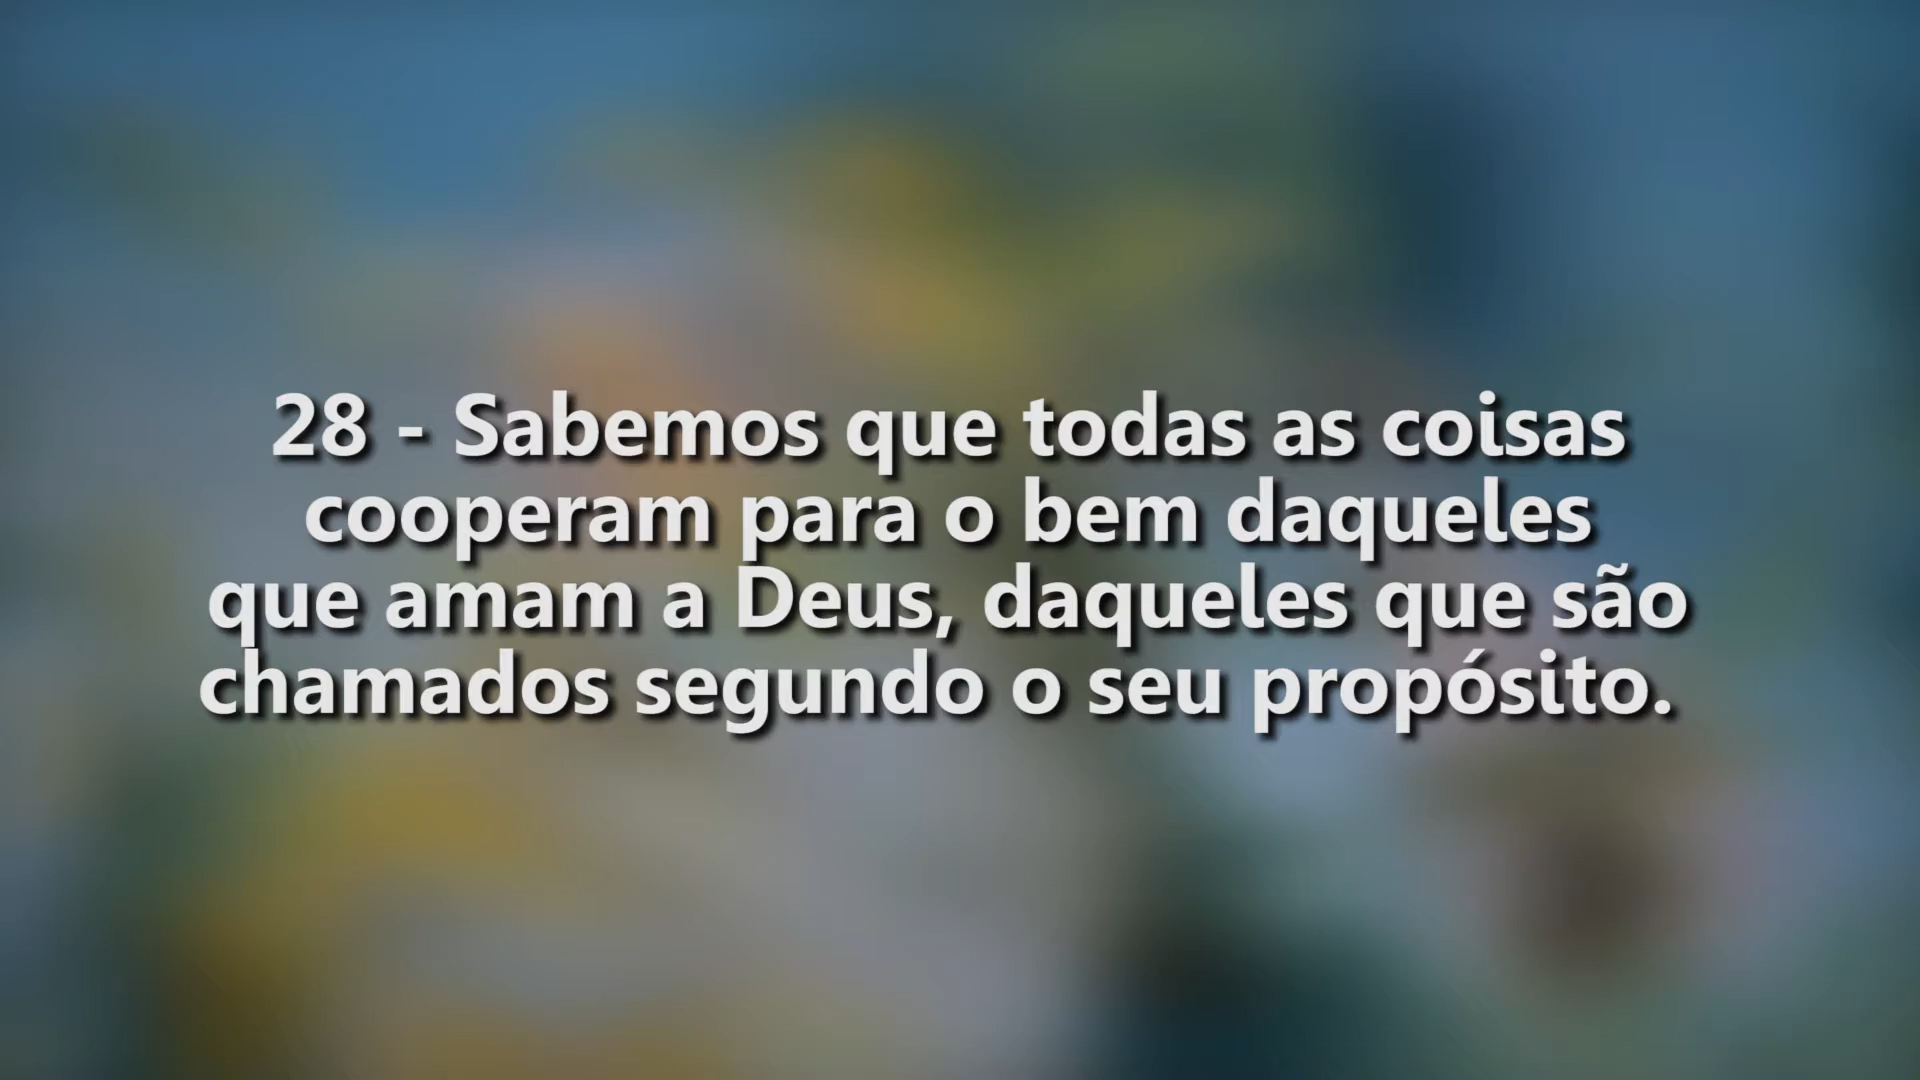 28 - Sabemos que todas as coisas
cooperam para o bem daqueles
que amam a Deus, daqueles que são
chamados segundo o seu propósito.